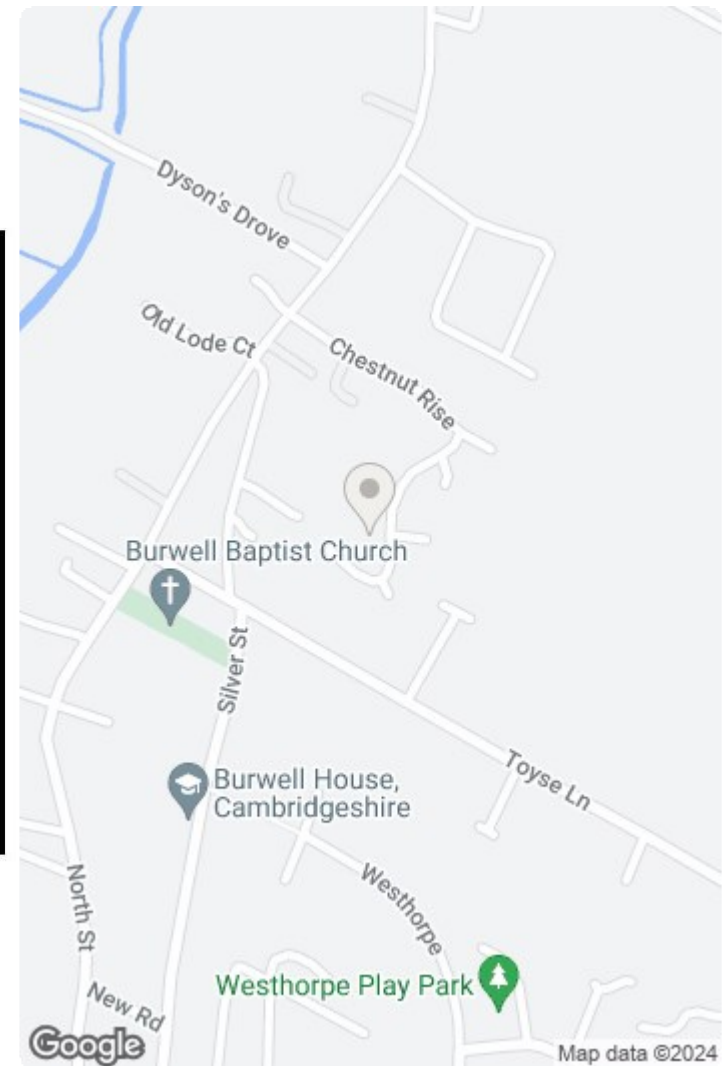 Dyson's Drove
Old Lode Ct
Chestnut Rise
Burwell Baptist Church
Silver St
Toyse Ln
Burwell House,
Cambridgeshire
Westhorpe
North St
Westhorpe Play Park
New Rd
Google
Map data ©2024